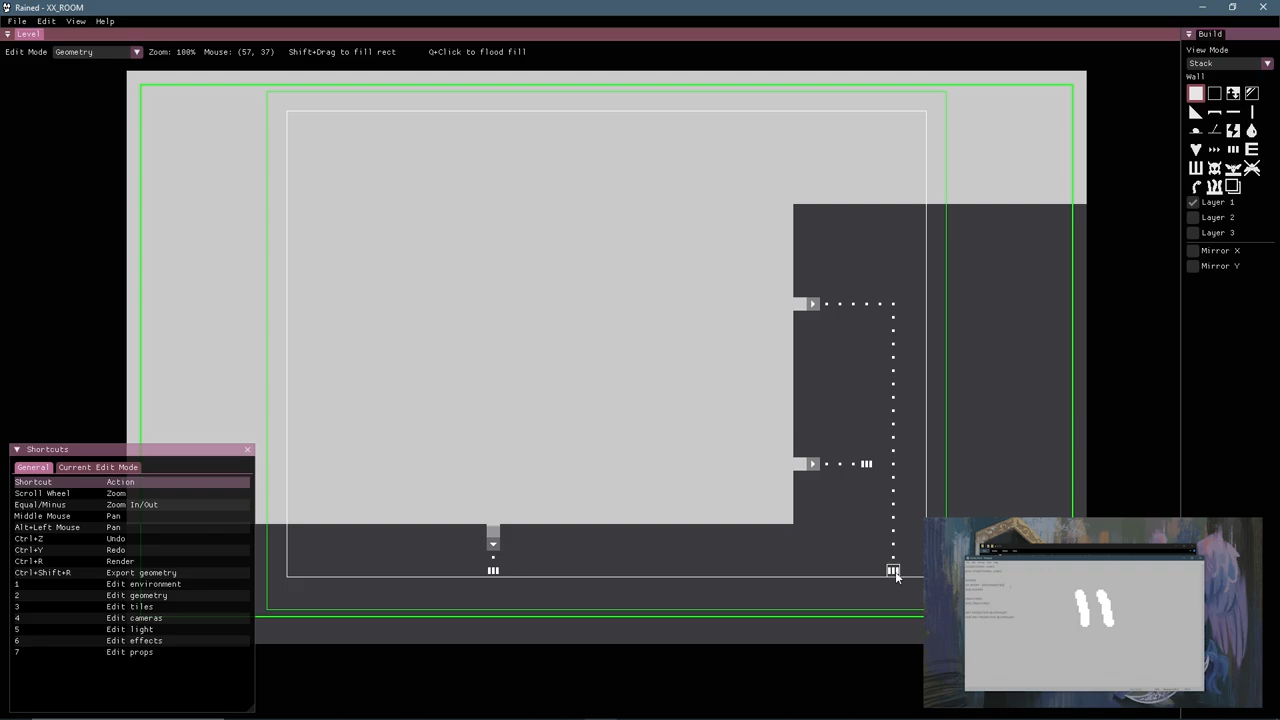 Rained - XX_ROOM
File Edit View Help
Level
Build
Edit Mode Geometry Zoom: 100% Mouse: (57, 37) Shift+Drag to fill rect Q+Click to flood fill
View Mode
Stack
Wall
Layer 1
Layer 2
Layer 3
Mirror X
Mirror Y
Shortcuts
General Current Edit Mode
Shortcut Action
Scroll Wheel Zoom
Equal/Minus Zoom In/Out
Middle Mouse Pan
Alt+Left Mouse Pan
Ctrl+Z Undo
Ctrl+Y Redo
Ctrl+R Render
Ctrl+Shift+R Export geometry
1 Edit environment
2 Edit geometry
3 Edit tiles
4 Edit cameras
5 Edit light
6 Edit effects
7 Edit props